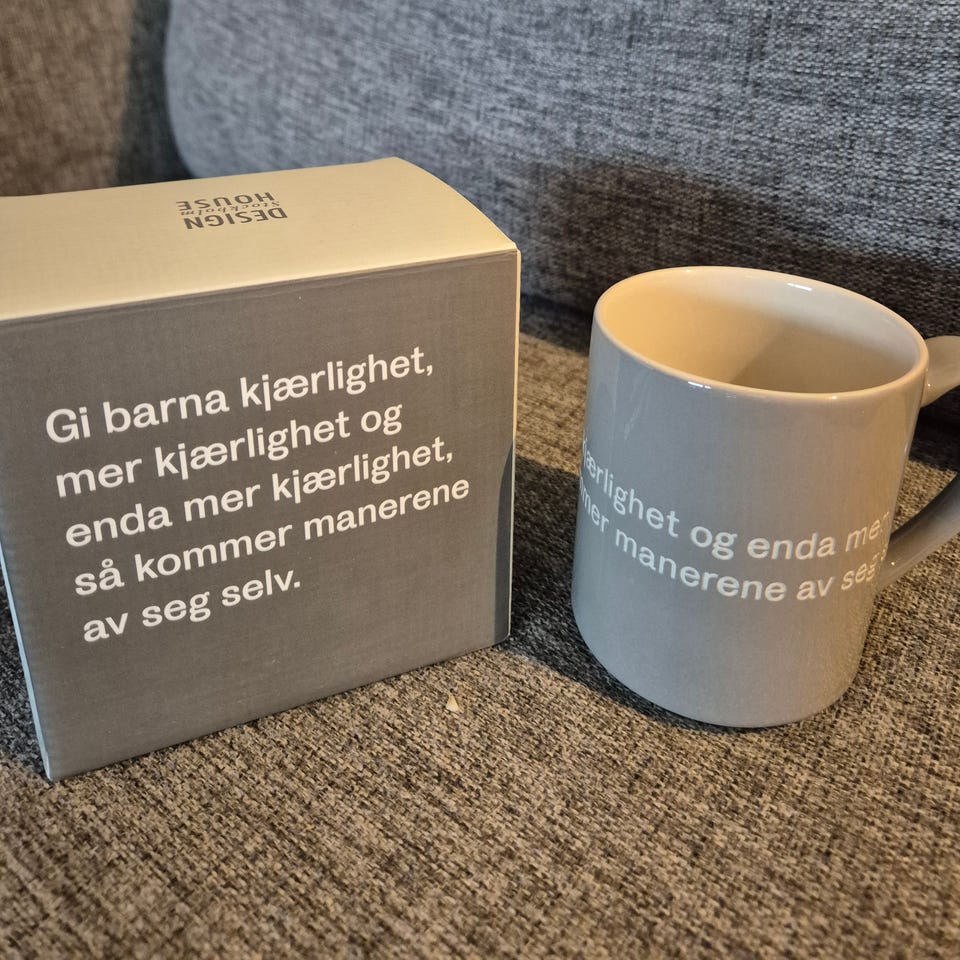 DESIGN
Stockholm
HOUSE
Gi barna kjærlighet,
mer kjærlighet og
enda mer kjærlighet,
så kommer manerene
av seg selv.
kjærlighet og enda mer
manerene av seg